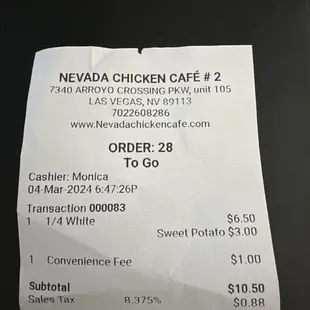 NEVADA CHICKEN CAFÉ # 2
7340 ARROYO CROSSING PKW, unit 105
LAS VEGAS, NV 89113
7022608286
www.Nevadachickencafe.com
ORDER: 28
To Go
Cashier: Monica
04-Mar-2024 6:47:26P
Transaction 000083
1 1/4 White $6.50
Sweet Potato $3.00
1 Convenience Fee $1.00
Subtotal $10.50
Sales Tax 8.375% $0.88